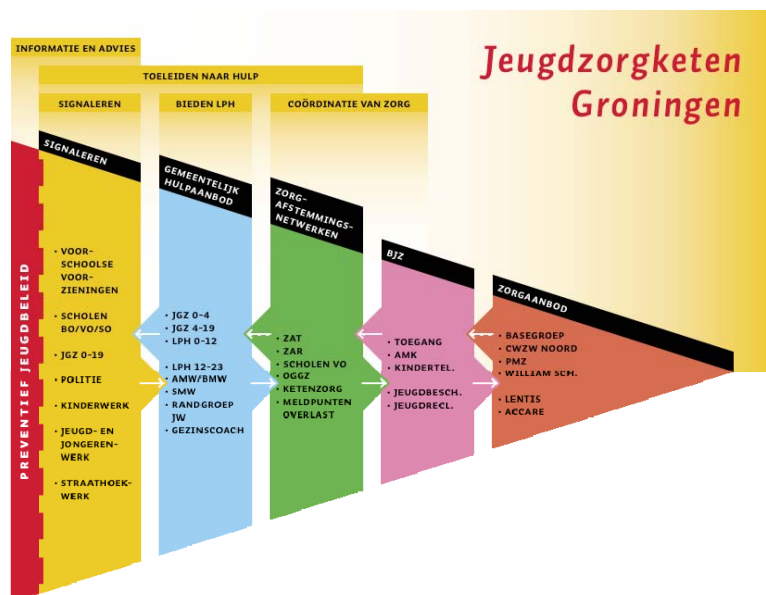 Jeugdzorgketen
Groningen
INFORMATIE EN ADVIES
TOELEIDEN NAAR HULP
SIGNALEREN
BIEDEN LPH
COÖRDINATIE VAN ZORG
PREVENTIEF JEUGDBELEID
SIGNALEREN
• VOOR-
SCHOOLSE
VOOR-
ZIENINGEN
• SCHOLEN
BO/VO/SO
• JGZ 0-19
• POLITIE
• KINDERWERK
• JEUGD- EN
JONGEREN-
WERK
• STRAATHOEK-
WERK
GEMEENTELIJK
HULPAANBOD
• JGZ 0-4
• JGZ 4-19
• LPH 0-12
• LPH 12-23
• AMW/BMW
• SMW
• RANDGROEP
JW
• GEZINSCOACH
ZORG-
AFSTEMMINGS-
NETWERKEN
• ZAT
• ZAR
• SCHOLEN VO
• OGGZ
• KETENZORG
• MELDPUNTEN
OVERLAST
BJZ
• TOEGANG
• AMK
• KINDERTEL.
• JEUGDBESCH.
• JEUGDRECL.
ZORGAANBOD
• BASEGROEP
• CWZW NOORD
• PMZ
• WILLIAM SCH.
• LENTIS
• ACCARE